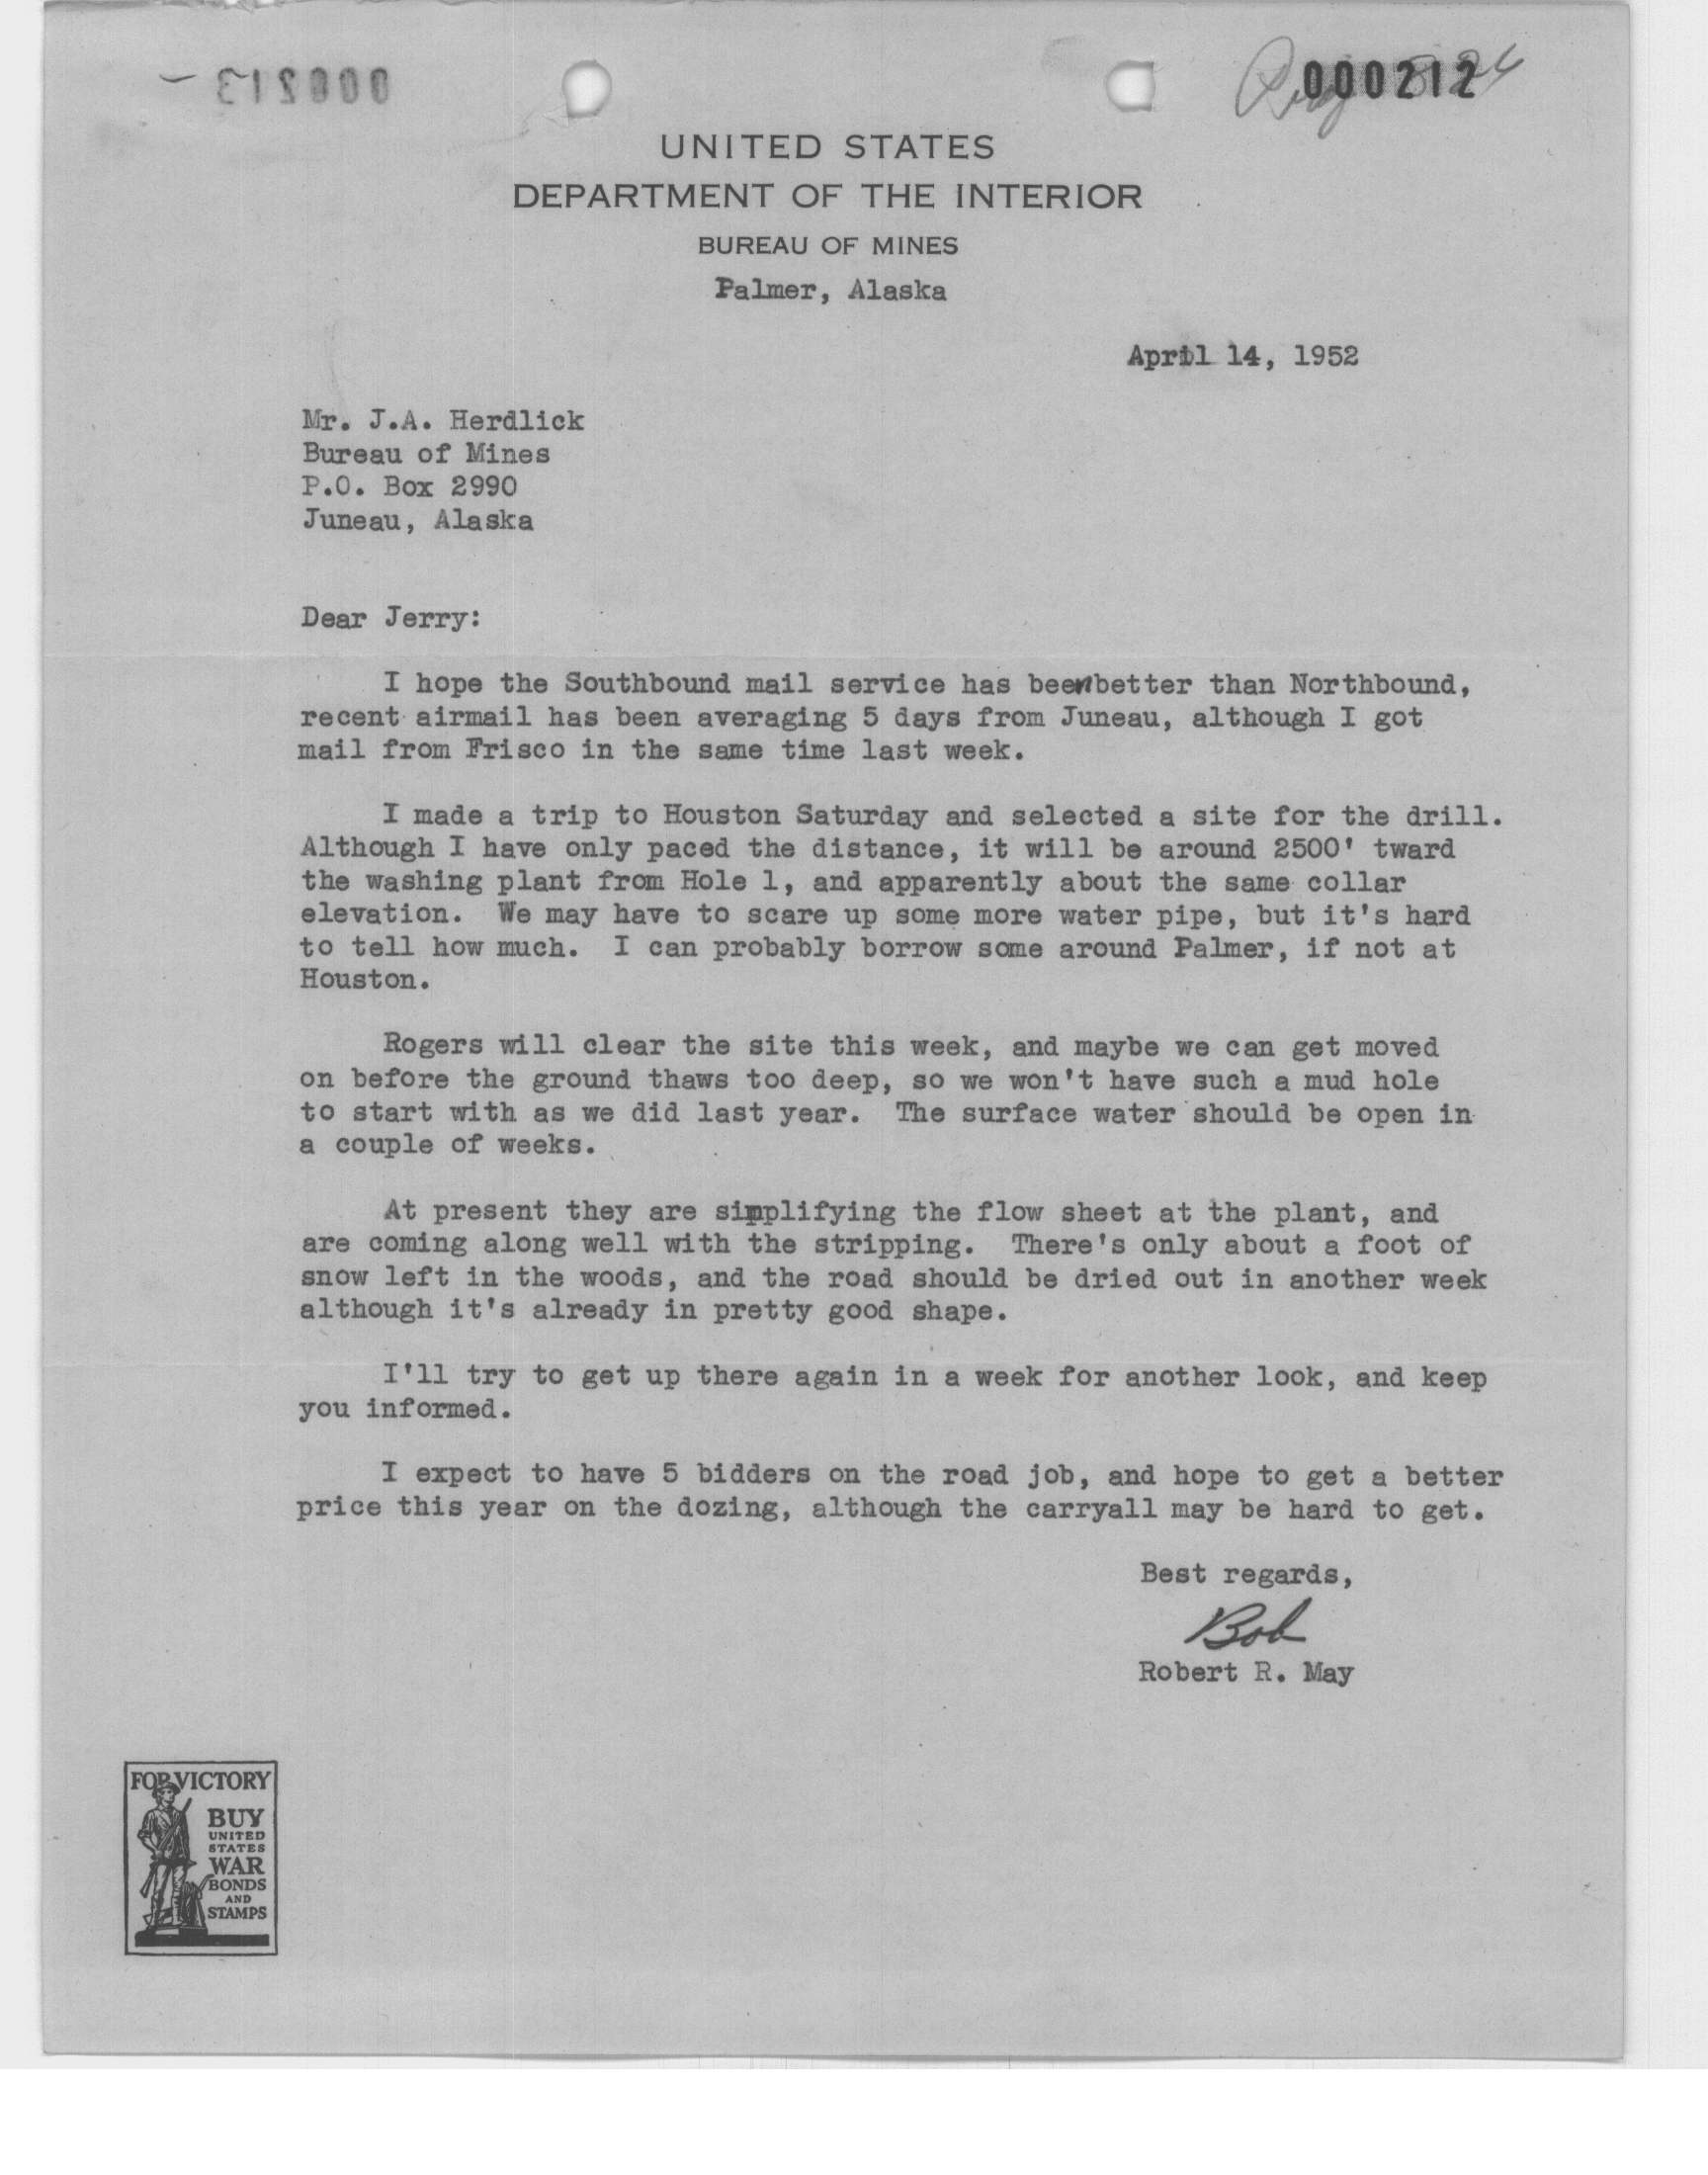 000213
000212
UNITED STATES
DEPARTMENT OF THE INTERIOR
BUREAU OF MINES
Palmer, Alaska
April 14, 1952
Mr. J.A. Herdlick
Bureau of Mines
P.O. Box 2990
Juneau, Alaska
Dear Jerry:
I hope the Southbound mail service has been better than Northbound,
recent airmail has been averaging 5 days from Juneau, although I got
mail from Frisco in the same time last week.
I made a trip to Houston Saturday and selected a site for the drill.
Although I have only paced the distance, it will be around 2500' tward
the washing plant from Hole 1, and apparently about the same collar
elevation.  We may have to scare up some more water pipe, but it's hard
to tell how much.  I can probably borrow some around Palmer, if not at
Houston.
Rogers will clear the site this week, and maybe we can get moved
on before the ground thaws too deep, so we won't have such a mud hole
to start with as we did last year.  The surface water should be open in
a couple of weeks.
At present they are simplifying the flow sheet at the plant, and
are coming along well with the stripping.  There's only about a foot of
snow left in the woods, and the road should be dried out in another week
although it's already in pretty good shape.
I'll try to get up there again in a week for another look, and keep
you informed.
I expect to have 5 bidders on the road job, and hope to get a better
price this year on the dozing, although the carryall may be hard to get.
Best regards,
Bob
Robert R. May
FOR VICTORY
BUY
UNITED
STATES
WAR
BONDS
AND
STAMPS